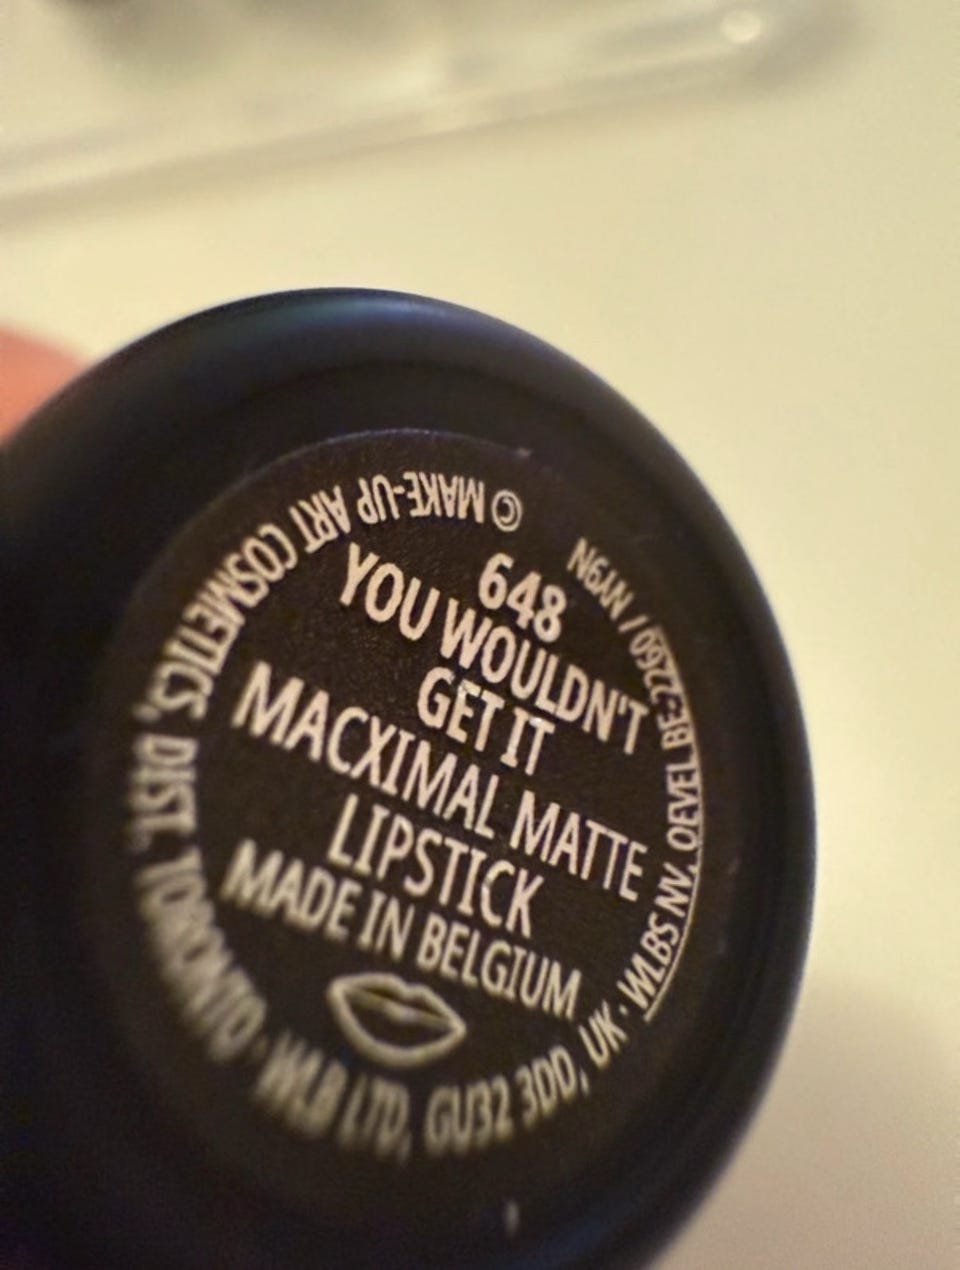 648
YOU WOULDN'T
GET IT
MACXIMAL MATTE
LIPSTICK
MADE IN BELGIUM
© MAKE-UP ART COSMETICS, DIST. TORONTO · WLB LTD, GU32 3DD, UK · WLBS NV, OEVEL BE-2260 / NY9N